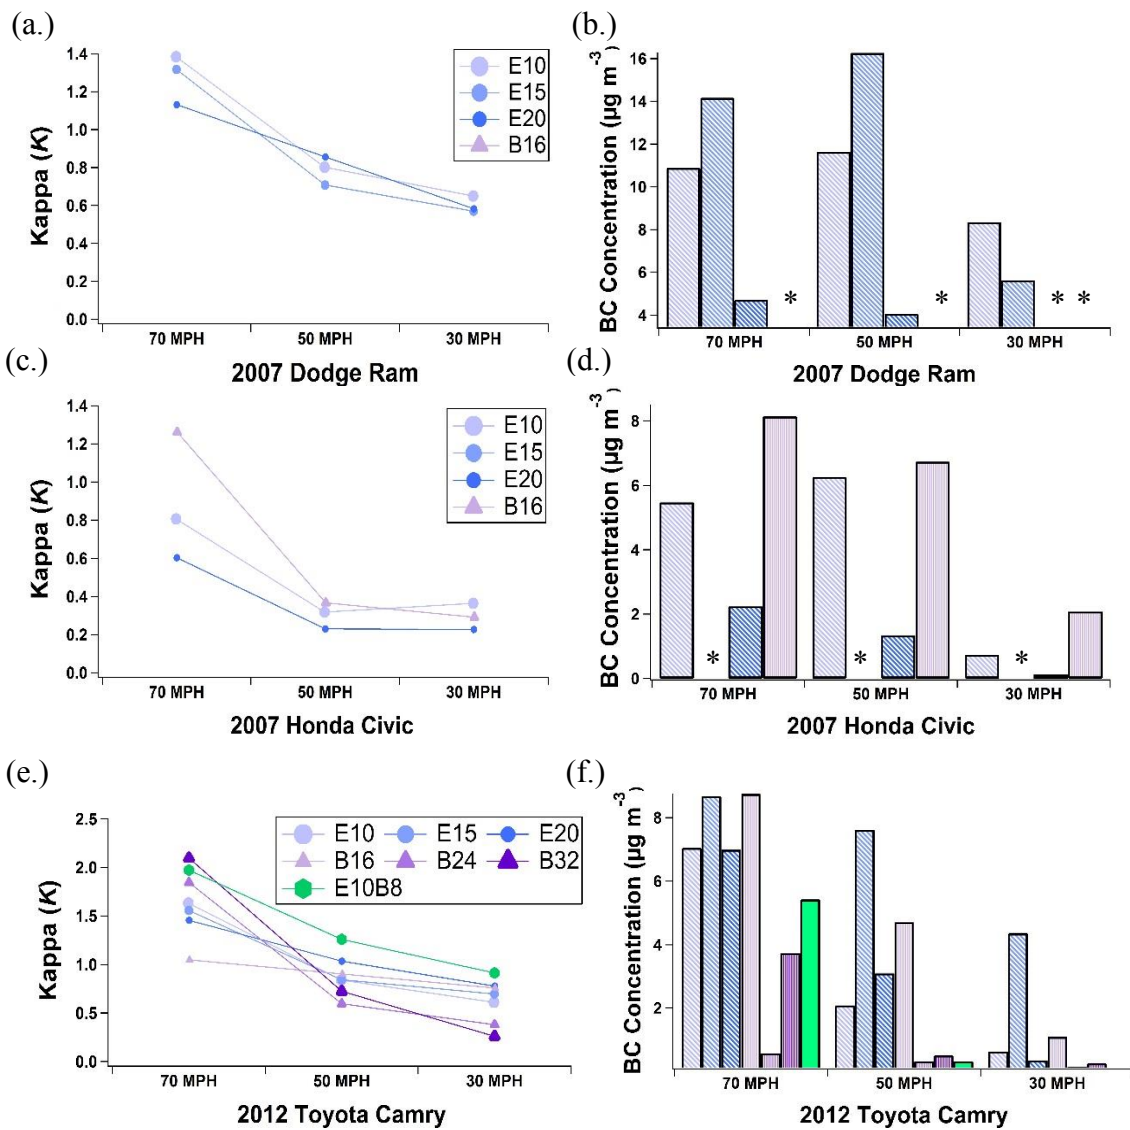 (a.)
1.4
1.2
1.0
0.8
0.6
0.4
0.2
0.0
Kappa (K)
E10
E15
E20
B16
70 MPH 50 MPH 30 MPH
2007 Dodge Ram
(b.)
16
14
12
10
8
6
4
BC Concentration (µg m⁻³)
* * * *
70 MPH 50 MPH 30 MPH
2007 Dodge Ram
(c.)
1.4
1.2
1.0
0.8
0.6
0.4
0.2
0.0
Kappa (K)
E10
E15
E20
B16
70 MPH 50 MPH 30 MPH
2007 Honda Civic
(d.)
8
6
4
2
0
BC Concentration (µg m⁻³)
* * *
70 MPH 50 MPH 30 MPH
2007 Honda Civic
(e.)
2.5
2.0
1.5
1.0
0.5
0.0
Kappa (K)
E10 E15 E20
B16 B24 B32
E10B8
70 MPH 50 MPH 30 MPH
2012 Toyota Camry
(f.)
8
6
4
2
BC Concentration (µg m⁻³)
70 MPH 50 MPH 30 MPH
2012 Toyota Camry